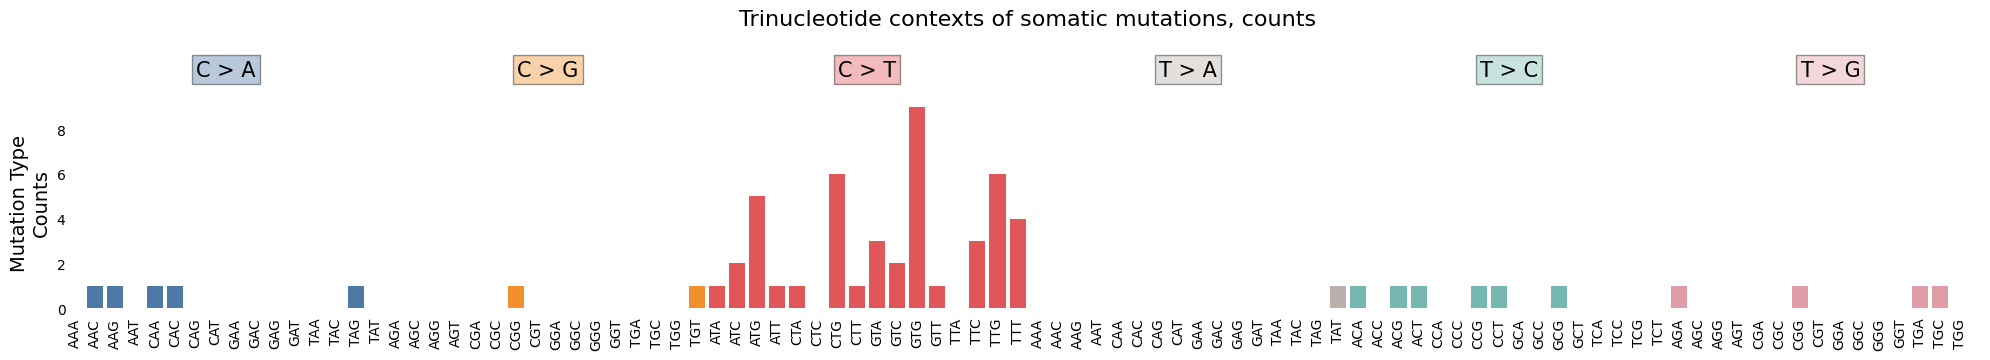 Trinucleotide contexts of somatic mutations, counts
C > A
C > G
C > T
T > A
T > C
T > G
Mutation Type
Counts
8
6
4
2
0
AAA AAC AAG AAT CAA CAC CAG CAT GAA GAC GAG GAT TAA TAC TAG TAT AGA AGC AGG AGT CGA CGC CGG CGT GGA GGC GGG GGT TGA TGC TGG TGT ATA ATC ATG ATT CTA CTC CTG CTT GTA GTC GTG GTT TTA TTC TTG TTT AAA AAC AAG AAT CAA CAC CAG CAT GAA GAC GAG GAT TAA TAC TAG TAT ACA ACC ACG ACT CCA CCC CCG CCT GCA GCC GCG GCT TCA TCC TCG TCT AGA AGC AGG AGT CGA CGC CGG CGT GGA GGC GGG GGT TGA TGC TGG